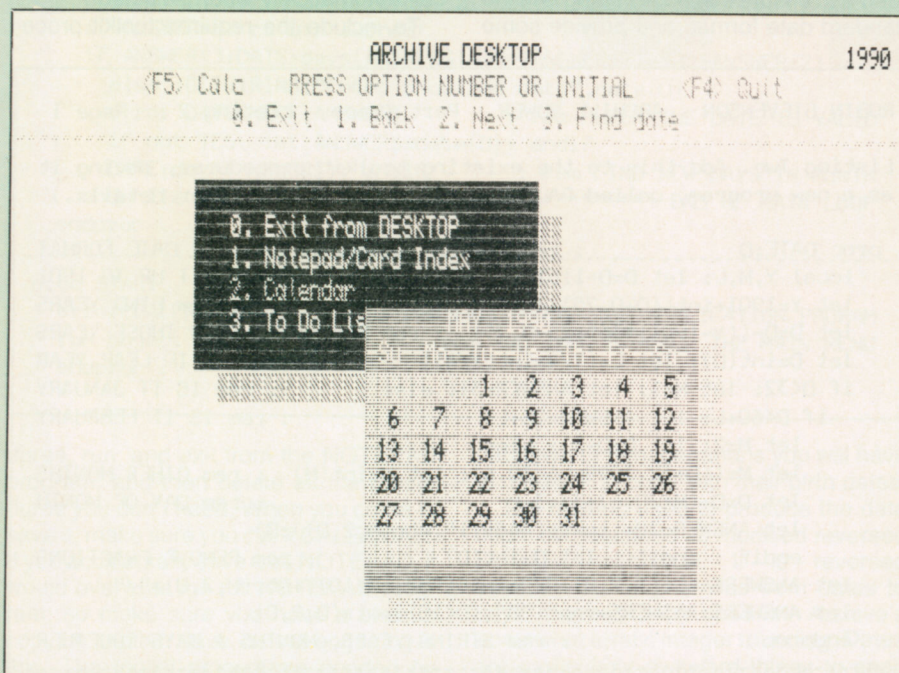 ARCHIVE DESKTOP 1990
<F5> Calc PRESS OPTION NUMBER OR INITIAL <F4> Quit
0. Exit 1. Back 2. Next 3. Find date
0. Exit from DESKTOP
1. Notepad/Card Index
2. Calendar
3. To Do Lis
MAY 1990
Su Mo Tu We Th Fr Sa
1 2 3 4 5
6 7 8 9 10 11 12
13 14 15 16 17 18 19
20 21 22 23 24 25 26
27 28 29 30 31